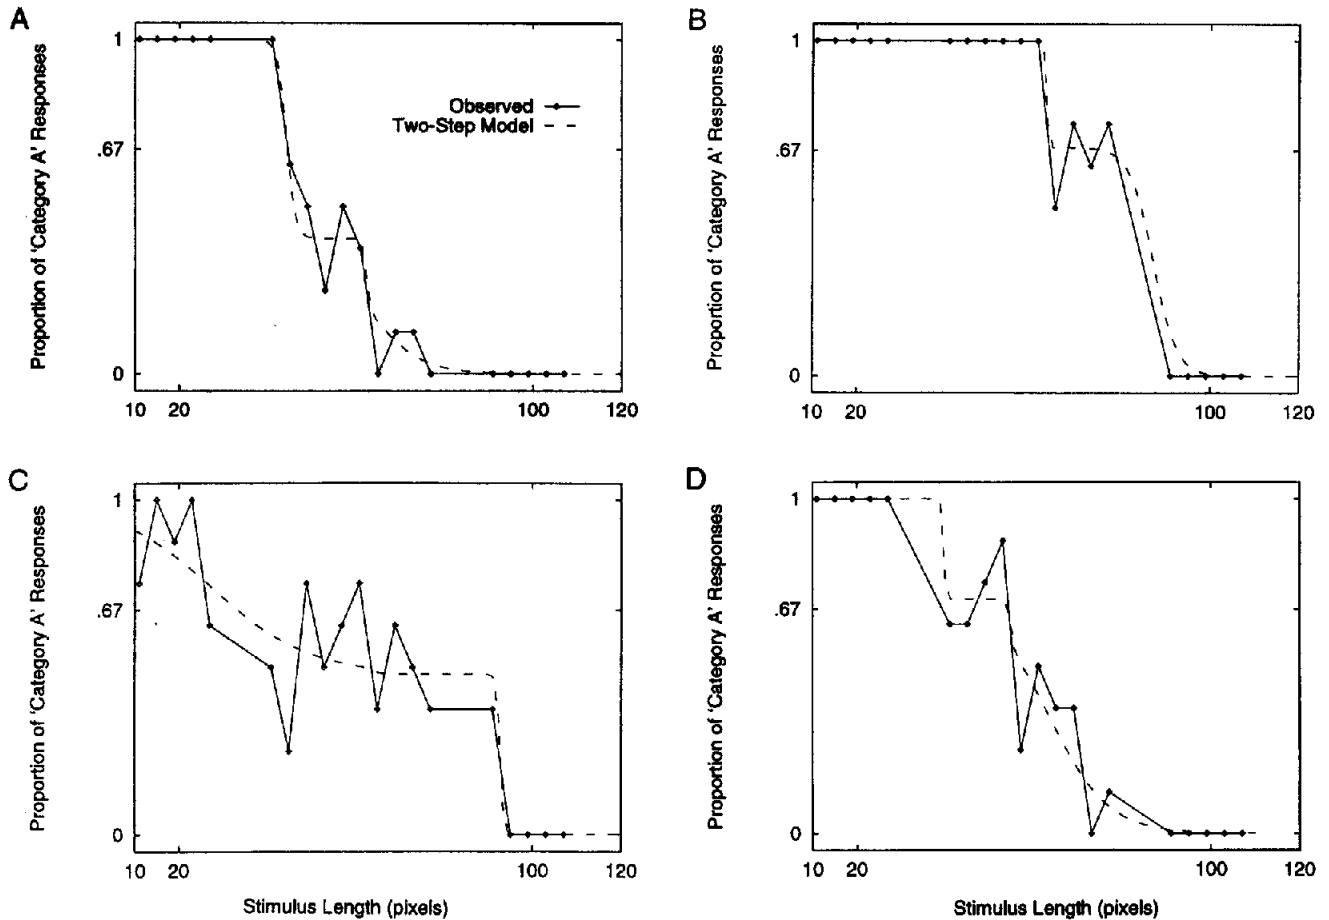 A
Proportion of 'Category A' Responses
1
.67
0
Observed
Two-Step Model
10 20 100 120
B
Proportion of 'Category A' Responses
1
.67
0
10 20 100 120
C
Proportion of 'Category A' Responses
1
.67
0
10 20 100 120
Stimulus Length (pixels)
D
Proportion of 'Category A' Responses
1
.67
0
10 20 100 120
Stimulus Length (pixels)